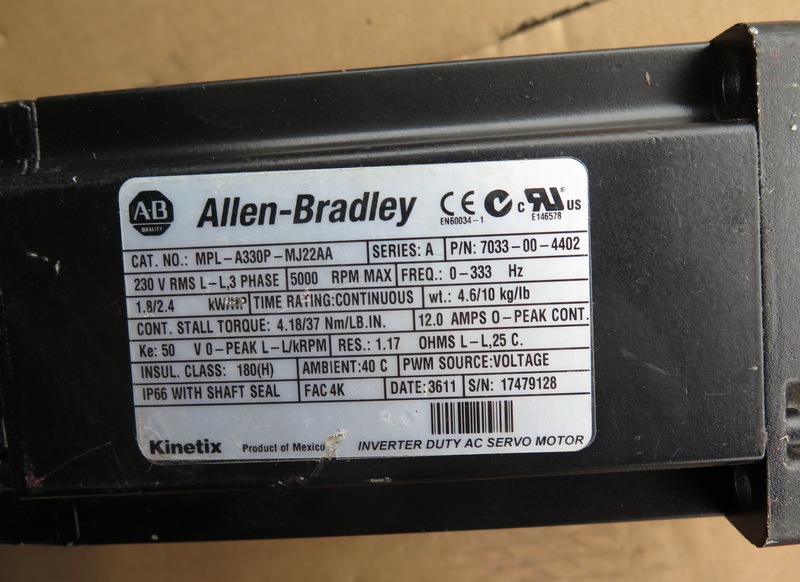 AB QUALITY Allen-Bradley CE EN60034-1 c RU US ® E146578
CAT. NO.: MPL-A330P-MJ22AA SERIES: A P/N: 7033-00-4402
230 V RMS L-L,3 PHASE 5000 RPM MAX FREQ.: 0-333 Hz
1.8/2.4 kW/HP TIME RATING:CONTINUOUS wt.: 4.6/10 kg/lb
CONT. STALL TORQUE: 4.18/37 Nm/LB.IN. 12.0 AMPS 0-PEAK CONT.
Ke: 50 V 0-PEAK L-L/kRPM RES.: 1.17 OHMS L-L,25 C.
INSUL. CLASS: 180(H) AMBIENT:40 C PWM SOURCE:VOLTAGE
IP66 WITH SHAFT SEAL FAC 4K DATE:3611 S/N: 17479128
Kinetix Product of Mexico INVERTER DUTY AC SERVO MOTOR